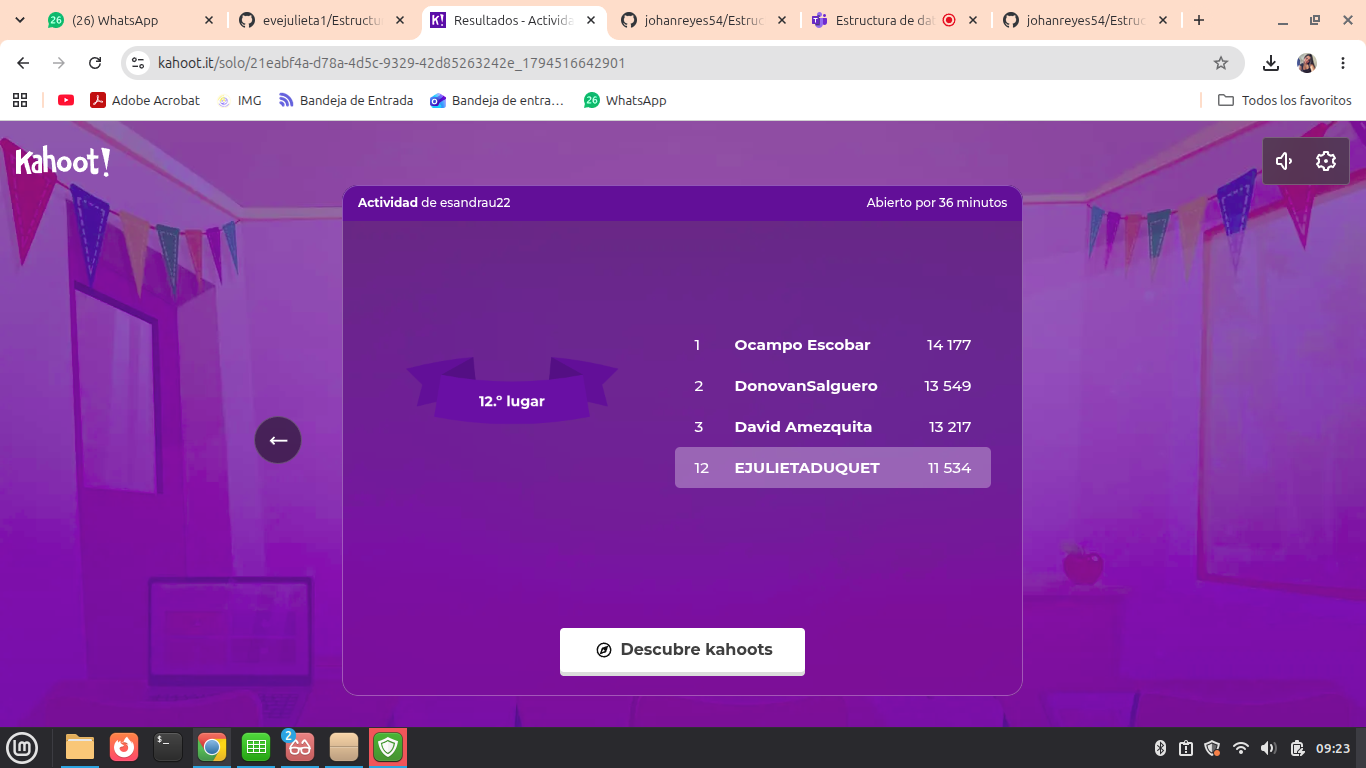 (26) WhatsApp
evejulieta1/Estructu
Resultados - Activida
johanreyes54/Estruc
Estructura de dat
johanreyes54/Estruc
kahoot.it/solo/21eabf4a-d78a-4d5c-9329-42d85263242e_1794516642901
Adobe Acrobat
IMG
Bandeja de Entrada
Bandeja de entra...
26
WhatsApp
Todos los favoritos
Kahoot!
Actividad de esandrau22
Abierto por 36 minutos
12.º lugar
1 Ocampo Escobar 14 177
2 DonovanSalguero 13 549
3 David Amezquita 13 217
12 EJULIETADUQUET 11 534
Descubre kahoots
2
09:23